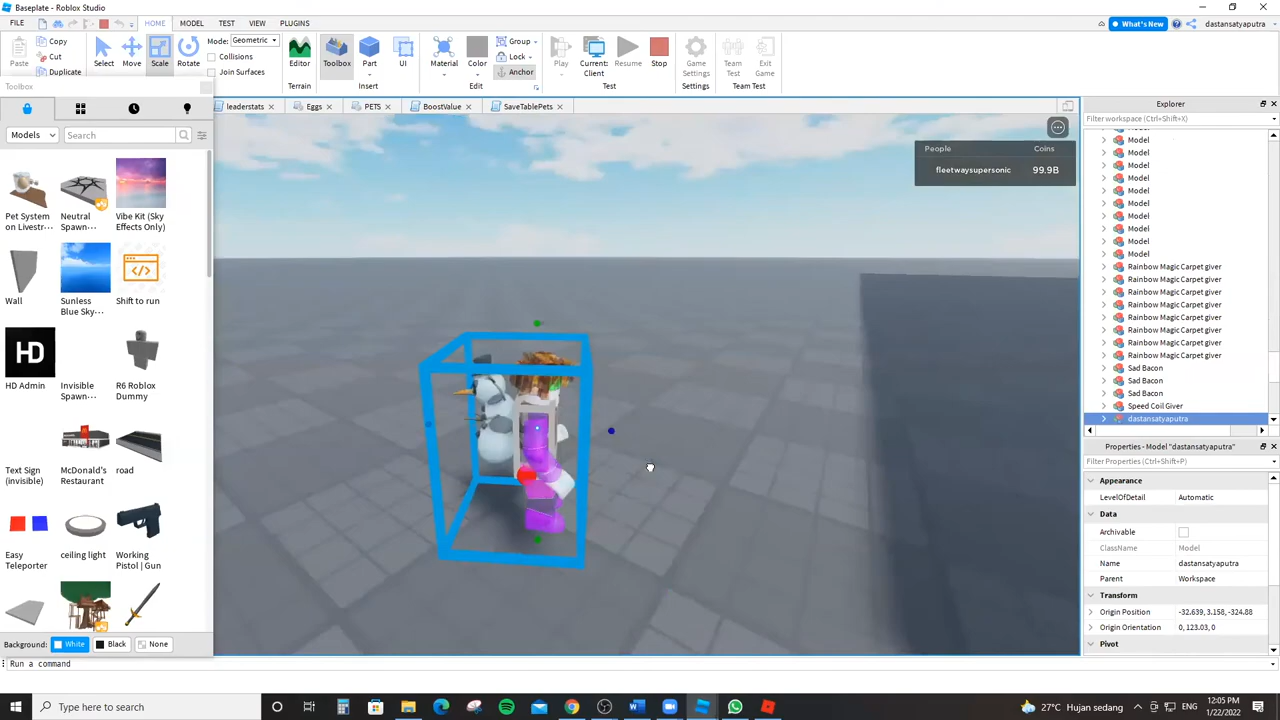 Baseplate - Roblox Studio
FILE MODEL TEST HOME VIEW PLUGINS
What's New dastansatyaputra
Paste Copy Cut Duplicate
Select Move Scale Rotate
Mode: Geometric
Collisions
Join Surfaces
Editor Toolbox Part UI Material Color
Group Lock Anchor
Play Current Client Resume Stop Game Settings Team Test Exit Game
Terrain Insert Edit Test Settings Team Test
Toolbox
leaderstats Eggs PETS BoostValue SaveTablePets
Models Search
Pet System on Livestr...
Neutral Spawn...
Vibe Kit (Sky Effects Only)
Wall
Sunless Blue Sky...
Shift to run
HD
HD Admin
Invisible Spawn...
R6 Roblox Dummy
Text Sign (invisible)
McDonald's Restaurant
road
Easy Teleporter
ceiling light
Working Pistol | Gun
Background: White Black None
Run a command
People Coins
fleetwaysupersonic 99.9B
Explorer
Filter workspace (Ctrl+Shift+X)
Model
Model
Model
Model
Model
Model
Model
Model
Model
Model
Model
Rainbow Magic Carpet giver
Rainbow Magic Carpet giver
Rainbow Magic Carpet giver
Rainbow Magic Carpet giver
Rainbow Magic Carpet giver
Rainbow Magic Carpet giver
Rainbow Magic Carpet giver
Rainbow Magic Carpet giver
Sad Bacon
Sad Bacon
Sad Bacon
Speed Coil Giver
dastansatyaputra
Properties - Model "dastansatyaputra"
Filter Properties (Ctrl+Shift+P)
Appearance
LevelOfDetail Automatic
Data
Archivable
ClassName Model
Name dastansatyaputra
Parent Workspace
Transform
Origin Position -32.639, 3.158, -324.88
Origin Orientation 0, 123.03, 0
Pivot
Type here to search
27°C Hujan sedang
12:05 PM
1/22/2022